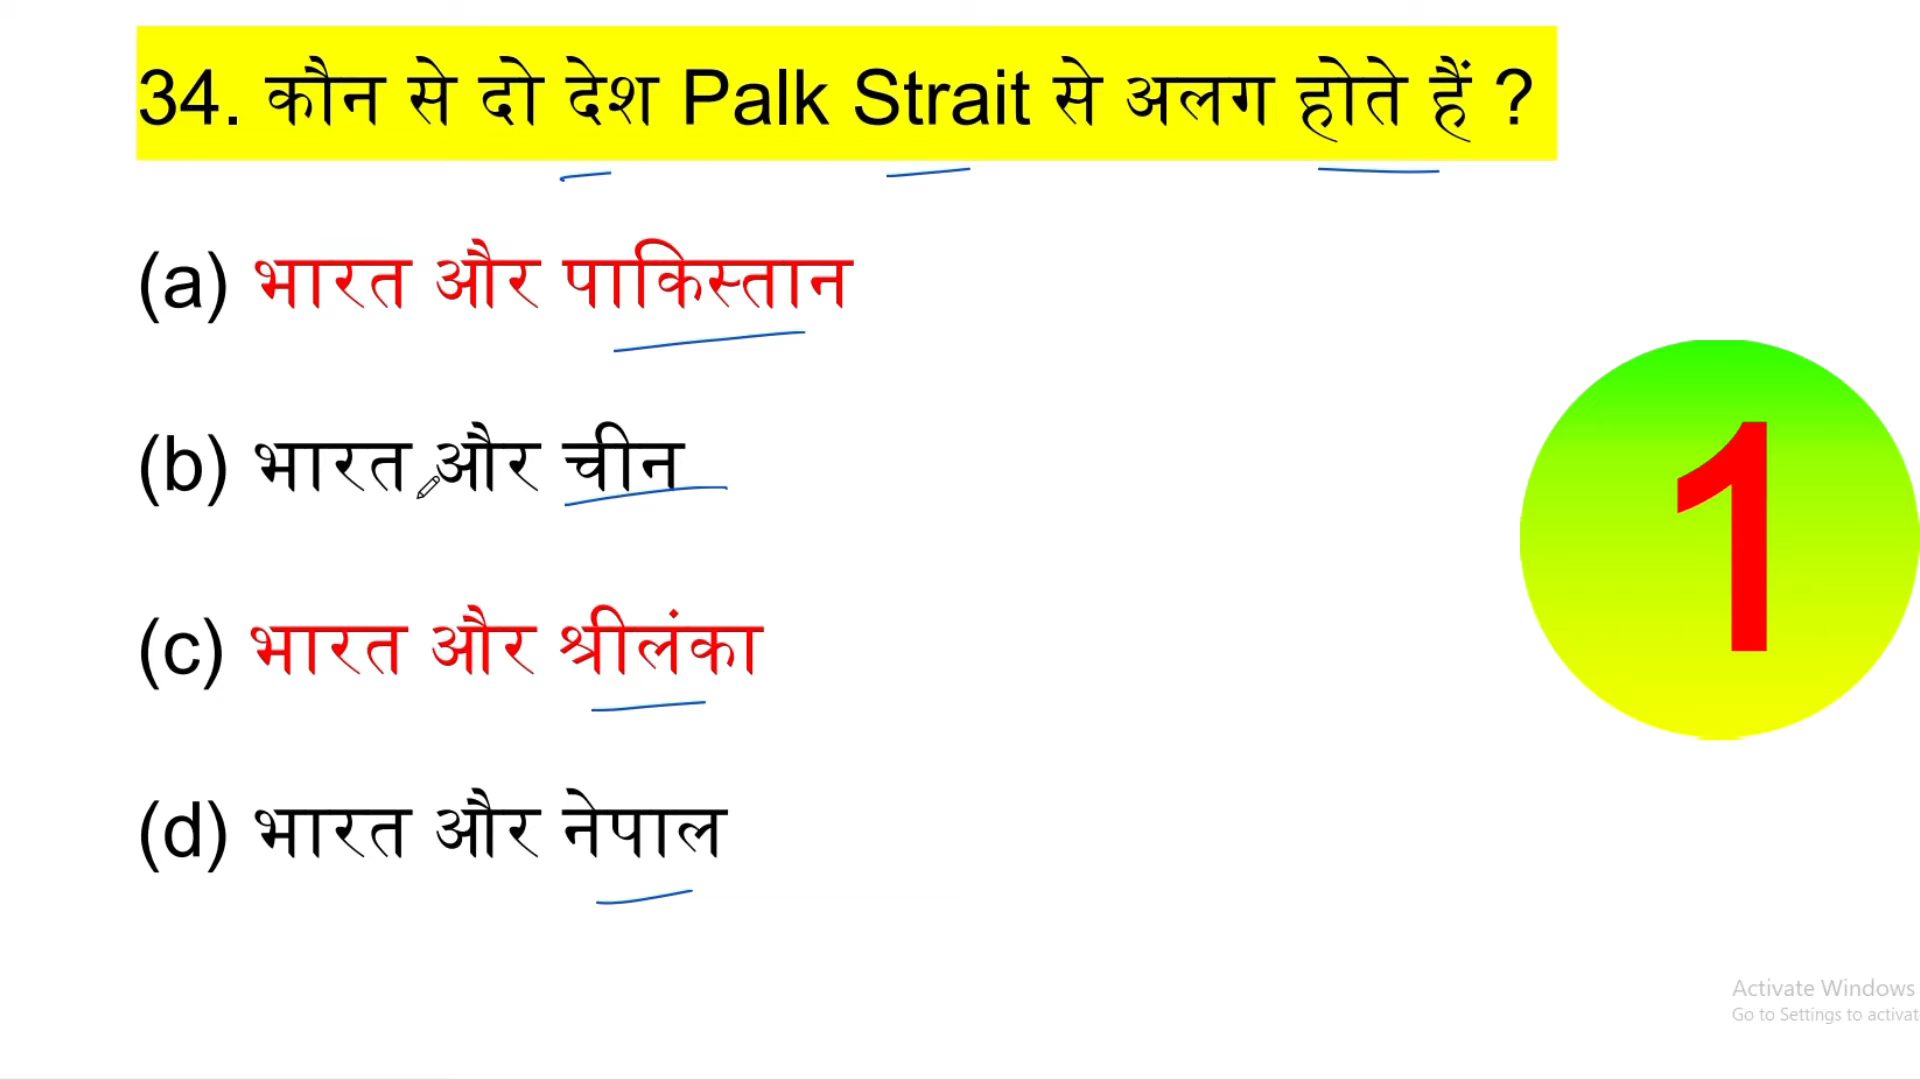 34. कौन से दो देश Palk Strait से अलग होते हैं ?
(a) भारत और पाकिस्तान
(b) भारत और चीन
(c) भारत और श्रीलंका
(d) भारत और नेपाल
1
Activate Windows
Go to Settings to activat